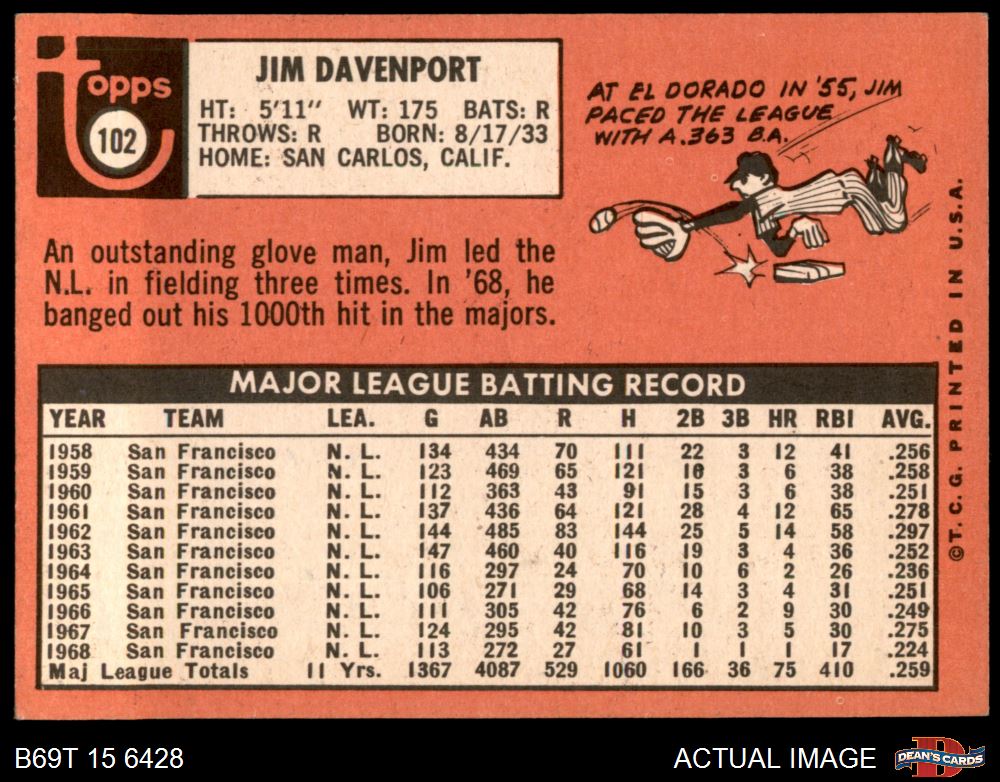 Topps
102
JIM DAVENPORT
HT: 5'11" WT: 175 BATS: R
THROWS: R BORN: 8/17/33
HOME: SAN CARLOS, CALIF.
AT EL DORADO IN '55, JIM
PACED THE LEAGUE
WITH A .363 B.A.
An outstanding glove man, Jim led the
N.L. in fielding three times. In '68, he
banged out his 1000th hit in the majors.
MAJOR LEAGUE BATTING RECORD
YEAR TEAM LEA. G AB R H 2B 3B HR RBI AVG.
1958 San Francisco N. L. 134 434 70 111 22 3 12 41 .256
1959 San Francisco N. L. 123 469 65 121 16 3 6 38 .258
1960 San Francisco N. L. 112 363 43 91 15 3 6 38 .251
1961 San Francisco N. L. 137 436 64 121 28 4 12 65 .278
1962 San Francisco N. L. 144 485 83 144 25 5 14 58 .297
1963 San Francisco N. L. 147 460 40 116 19 3 4 36 .252
1964 San Francisco N. L. 116 297 24 70 10 6 2 26 .236
1965 San Francisco N. L. 106 271 29 68 14 3 4 31 .251
1966 San Francisco N. L. 111 305 42 76 6 2 9 30 .249
1967 San Francisco N. L. 124 295 42 81 10 3 5 30 .275
1968 San Francisco N. L. 113 272 27 61 1 1 1 17 .224
Maj League Totals 11 Yrs. 1367 4087 529 1060 166 36 75 410 .259
©T. C. G. PRINTED IN U.S.A.
B69T 15 6428
ACTUAL IMAGE
D
DEAN'S CARDS